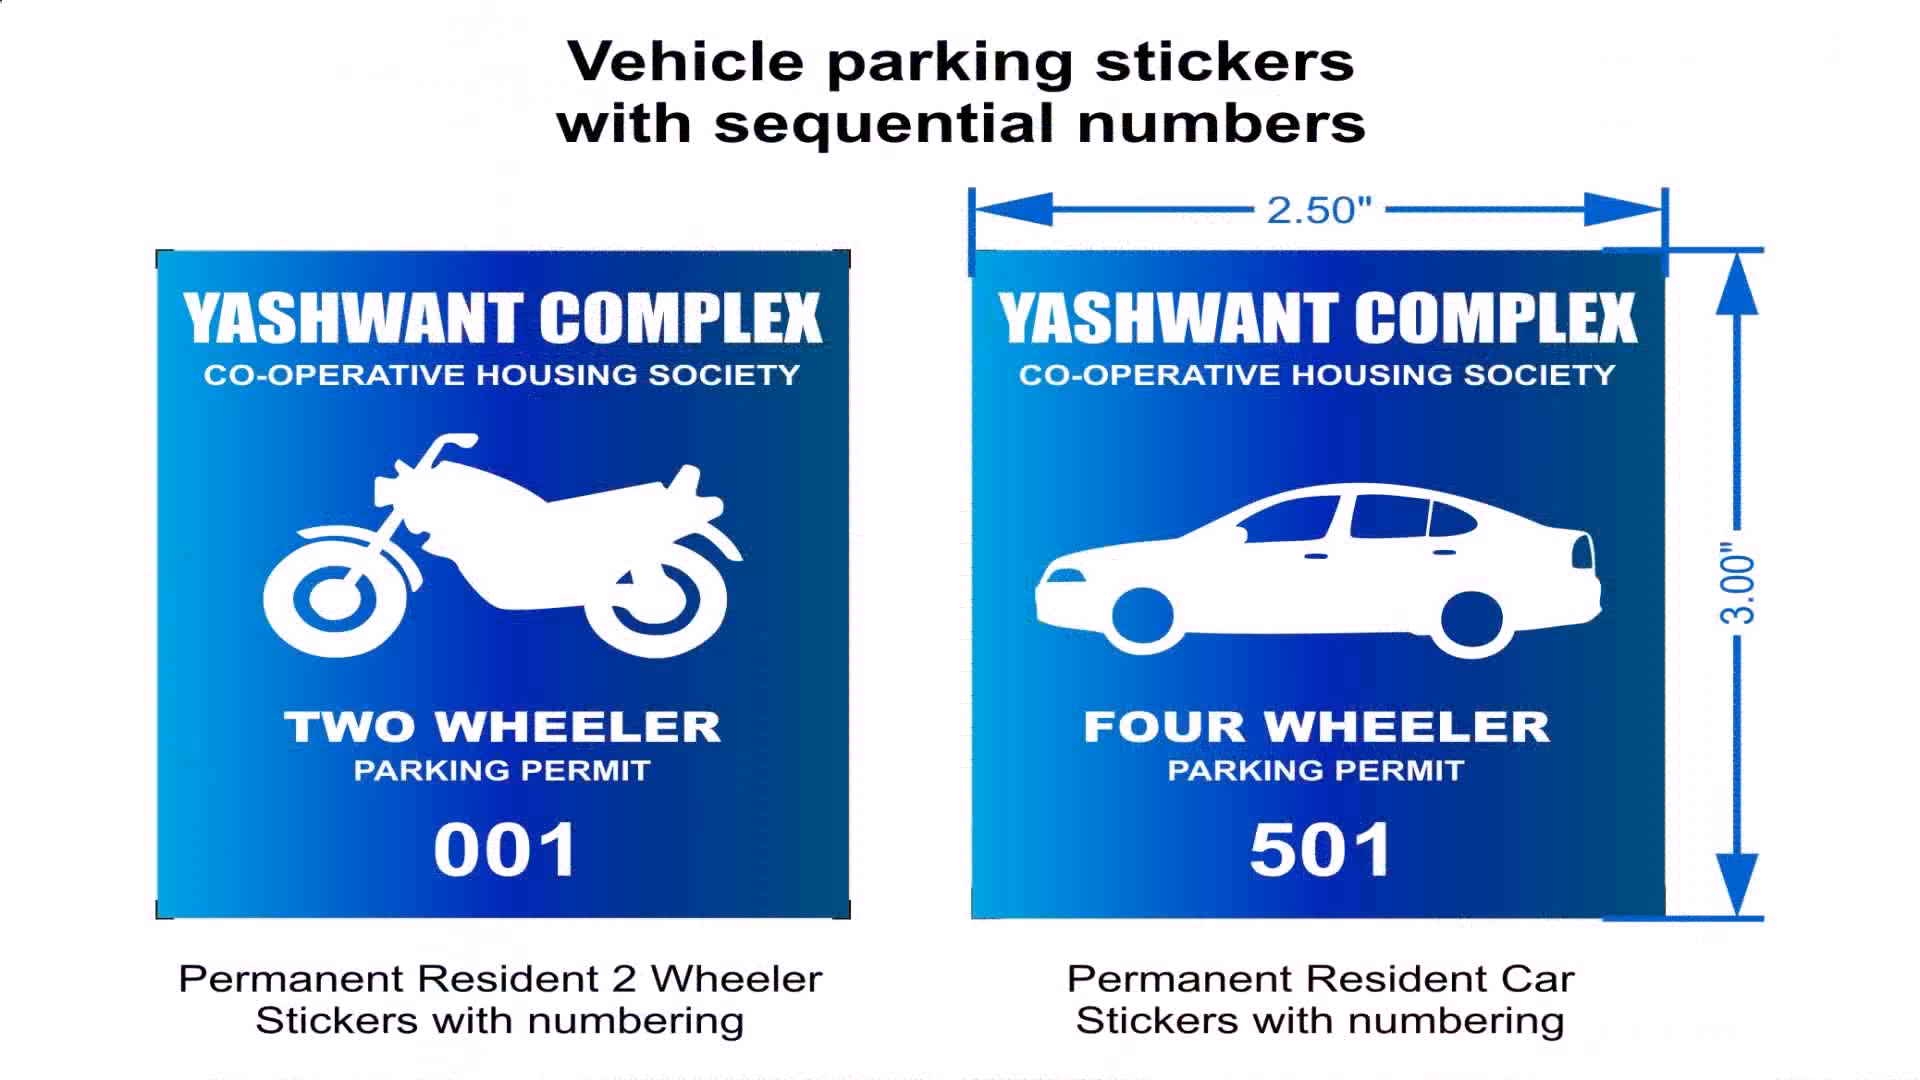 Vehicle parking stickers
with sequential numbers
2.50"
YASHWANT COMPLEX
CO-OPERATIVE HOUSING SOCIETY
TWO WHEELER
PARKING PERMIT
001
YASHWANT COMPLEX
CO-OPERATIVE HOUSING SOCIETY
FOUR WHEELER
PARKING PERMIT
501
3.00"
Permanent Resident 2 Wheeler
Stickers with numbering
Permanent Resident Car
Stickers with numbering